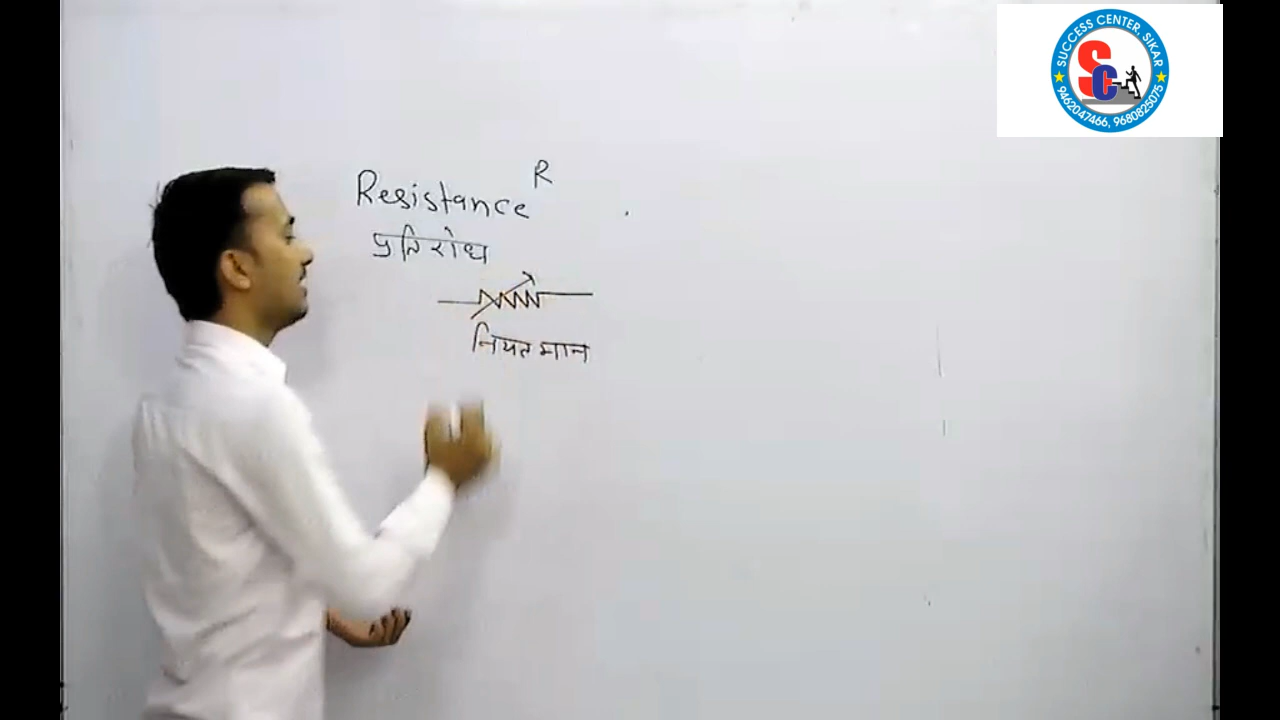 SUCCESS CENTER, SIKAR
SC
9462047466, 9680825075
Resistance R
प्रतिरोध
नियत मान